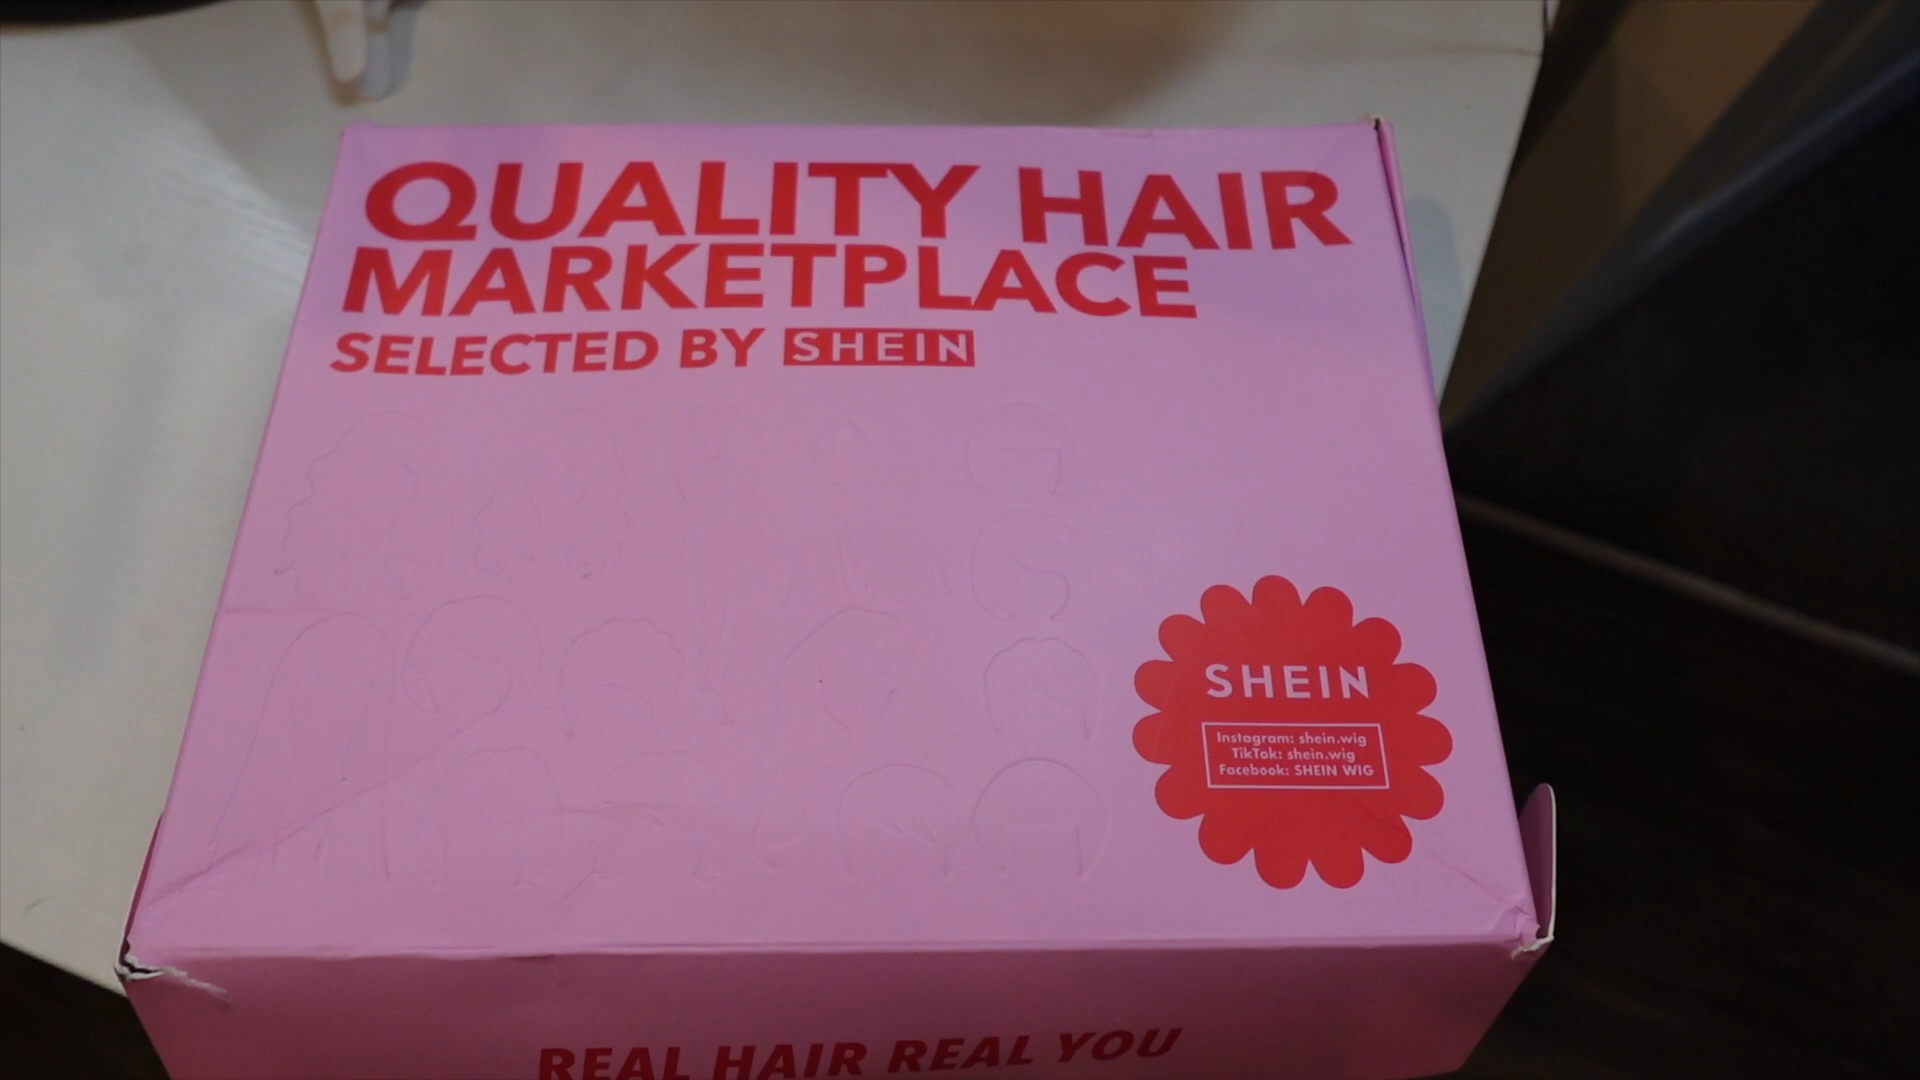 QUALITY HAIR
MARKETPLACE
SELECTED BY SHEIN
SHEIN
Instagram: shein.wig
TikTok: shein.wig
Facebook: SHEIN WIG
REAL HAIR REAL YOU